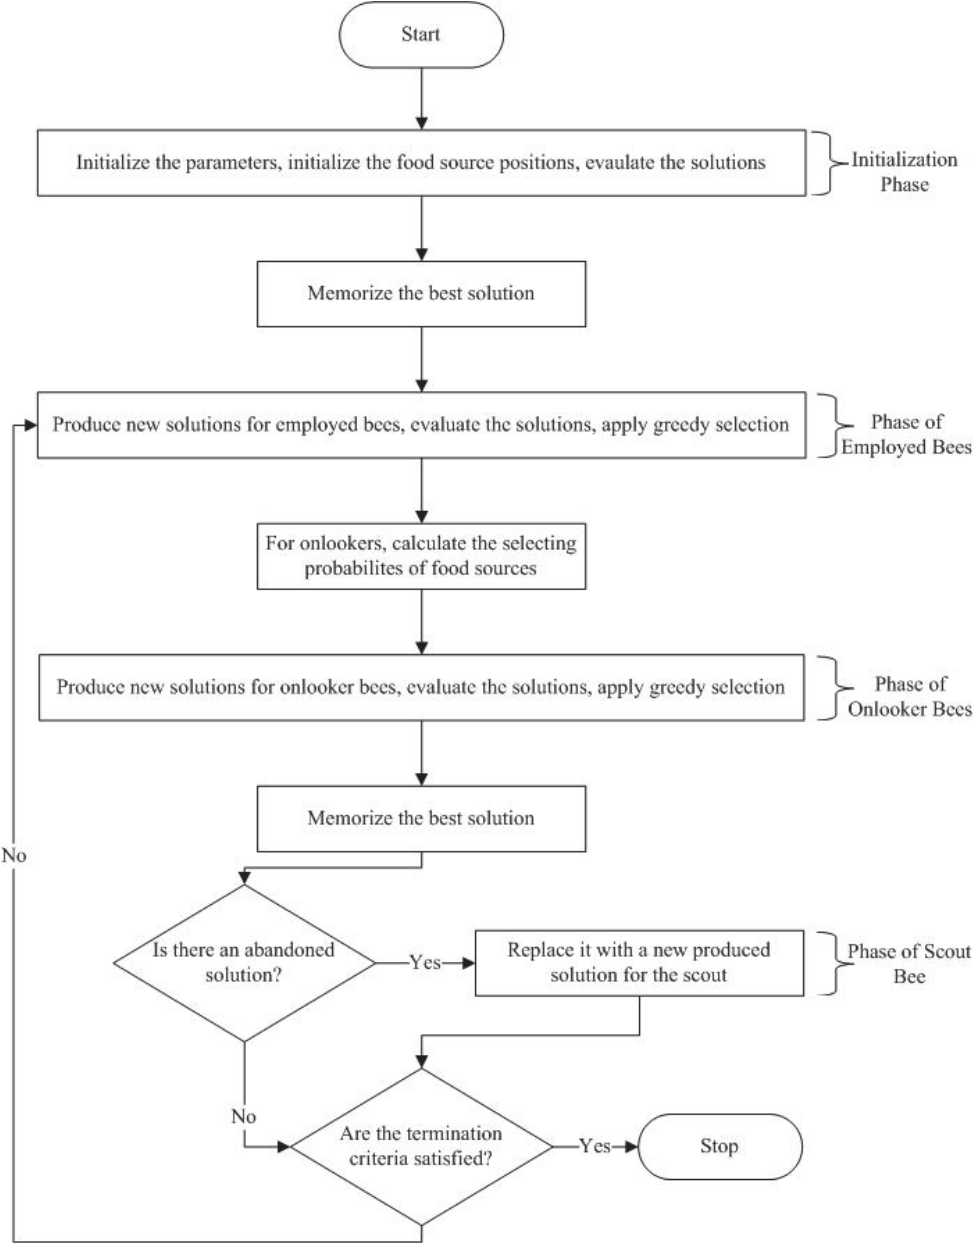 Start
Initialize the parameters, initialize the food source positions, evaulate the solutions
Initialization
Phase
Memorize the best solution
Produce new solutions for employed bees, evaluate the solutions, apply greedy selection
Phase of
Employed Bees
For onlookers, calculate the selecting
probabilites of food sources
Produce new solutions for onlooker bees, evaluate the solutions, apply greedy selection
Phase of
Onlooker Bees
Memorize the best solution
No
Is there an abandoned
solution?
Yes
Replace it with a new produced
solution for the scout
Phase of Scout
Bee
No
Are the termination
criteria satisfied?
Yes
Stop